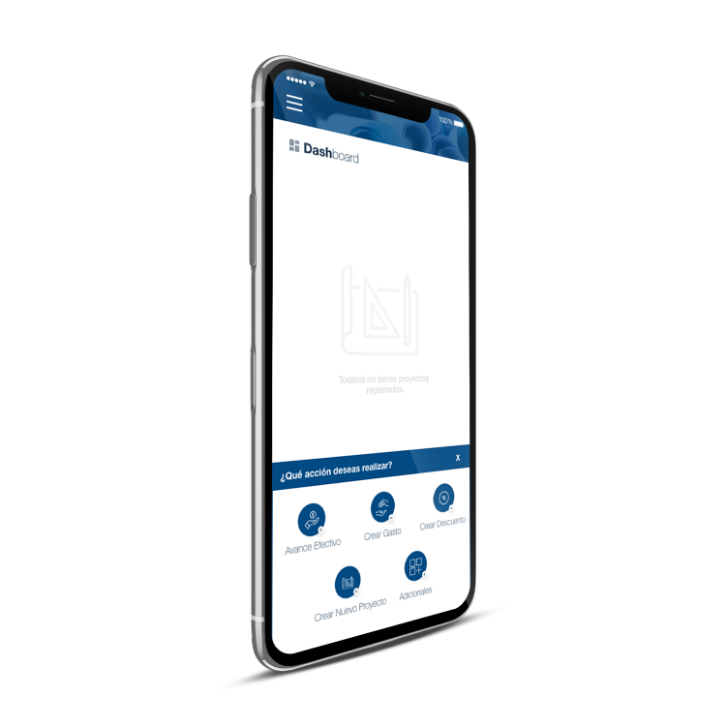 100%
Dashboard
Todavía no tienes proyectos
registrados.
¿Qué acción deseas realizar?
X
Avance Efectivo
Crear Gasto
Crear Descuento
Crear Nuevo Proyecto
Adicionales